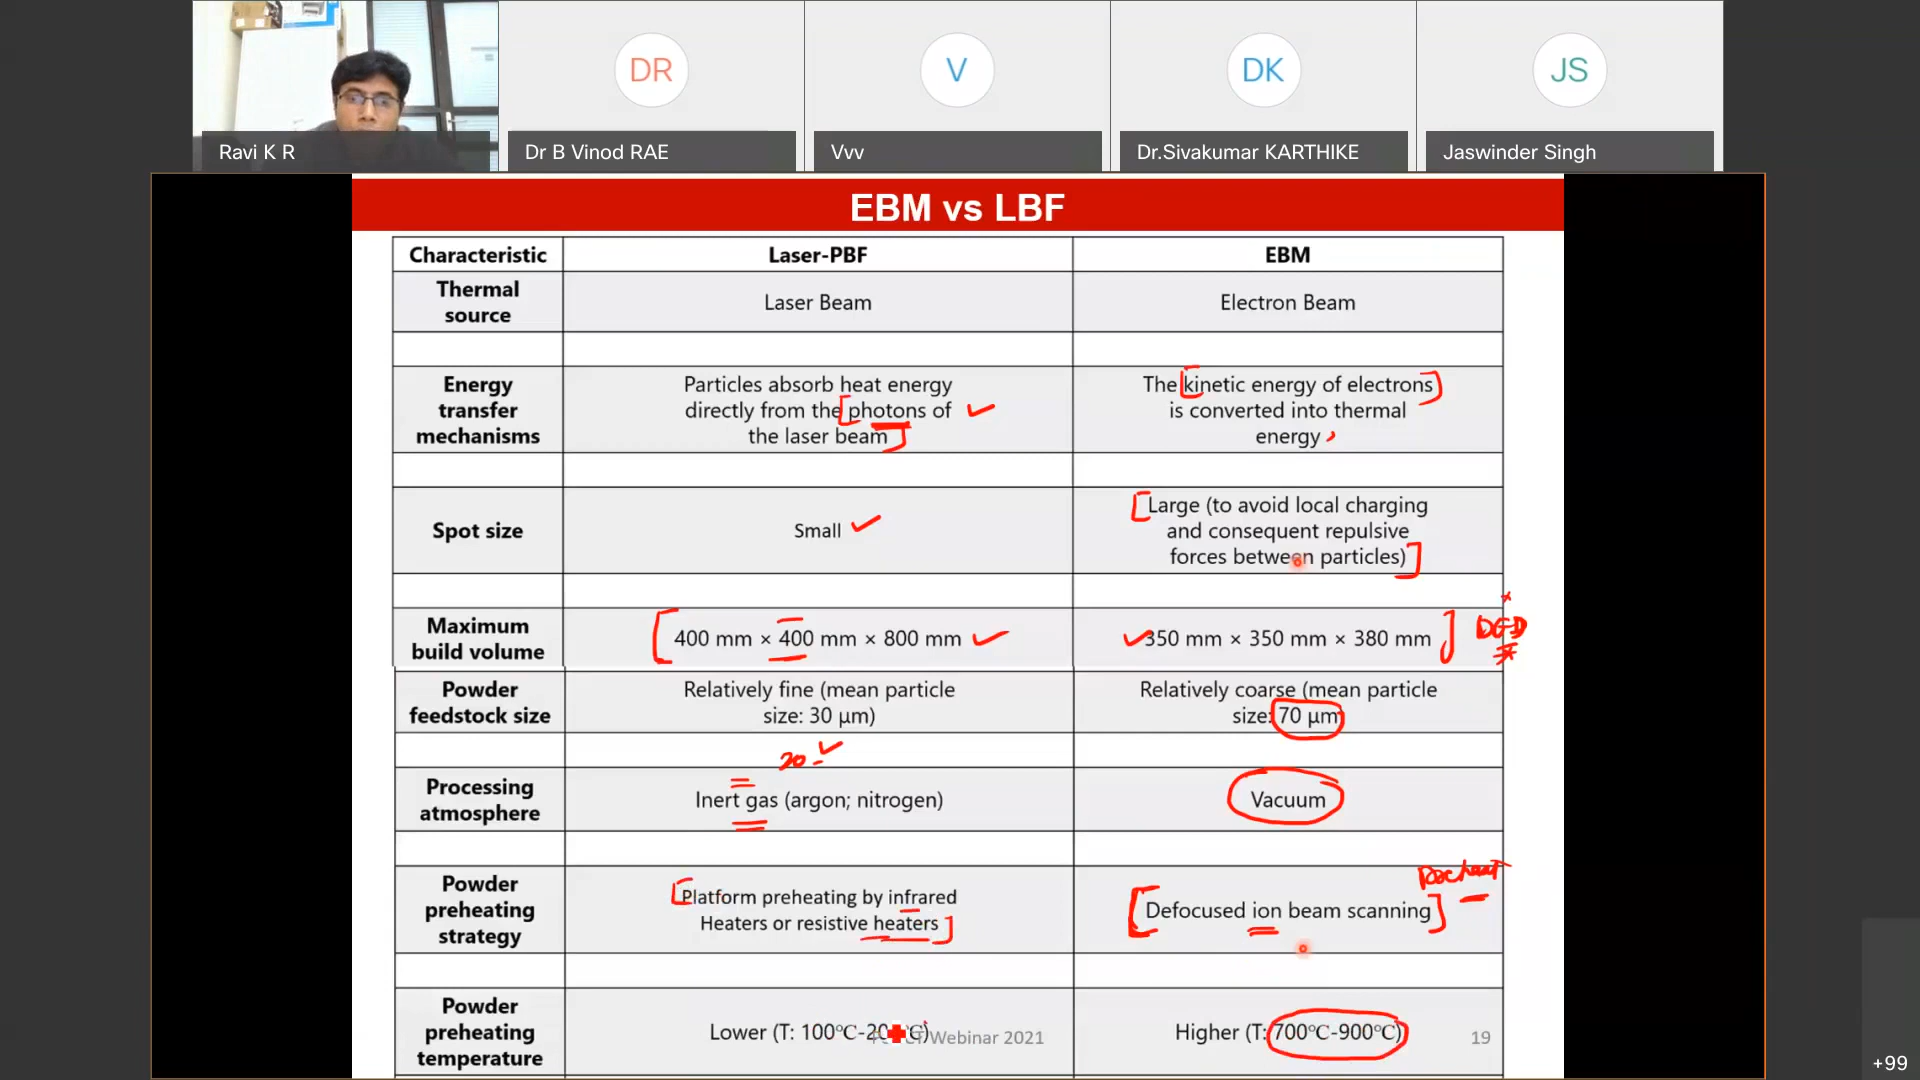 DR
V
DK
JS
Ravi K R
Dr B Vinod RAE
Vvv
Dr.Sivakumar KARTHIKE
Jaswinder Singh
EBM vs LBF
Characteristic
Laser-PBF
EBM
Thermal
source
Laser Beam
Electron Beam
Energy
transfer
mechanisms
Particles absorb heat energy
directly from the photons of
the laser beam
The kinetic energy of electrons
is converted into thermal
energy
Spot size
Small
Large (to avoid local charging
and consequent repulsive
forces between particles)
Maximum
build volume
400 mm × 400 mm × 800 mm
350 mm × 350 mm × 380 mm
DED
Powder
feedstock size
Relatively fine (mean particle
size: 30 µm)
Relatively coarse (mean particle
size: 70 µm
Processing
atmosphere
Inert gas (argon; nitrogen)
Vacuum
Powder
preheating
strategy
Platform preheating by infrared
Heaters or resistive heaters
Defocused ion beam scanning
Powder
preheating
temperature
Lower (T: 100℃-20 ℃)
Higher (T: 700℃-900℃)
Webinar 2021
19
+99